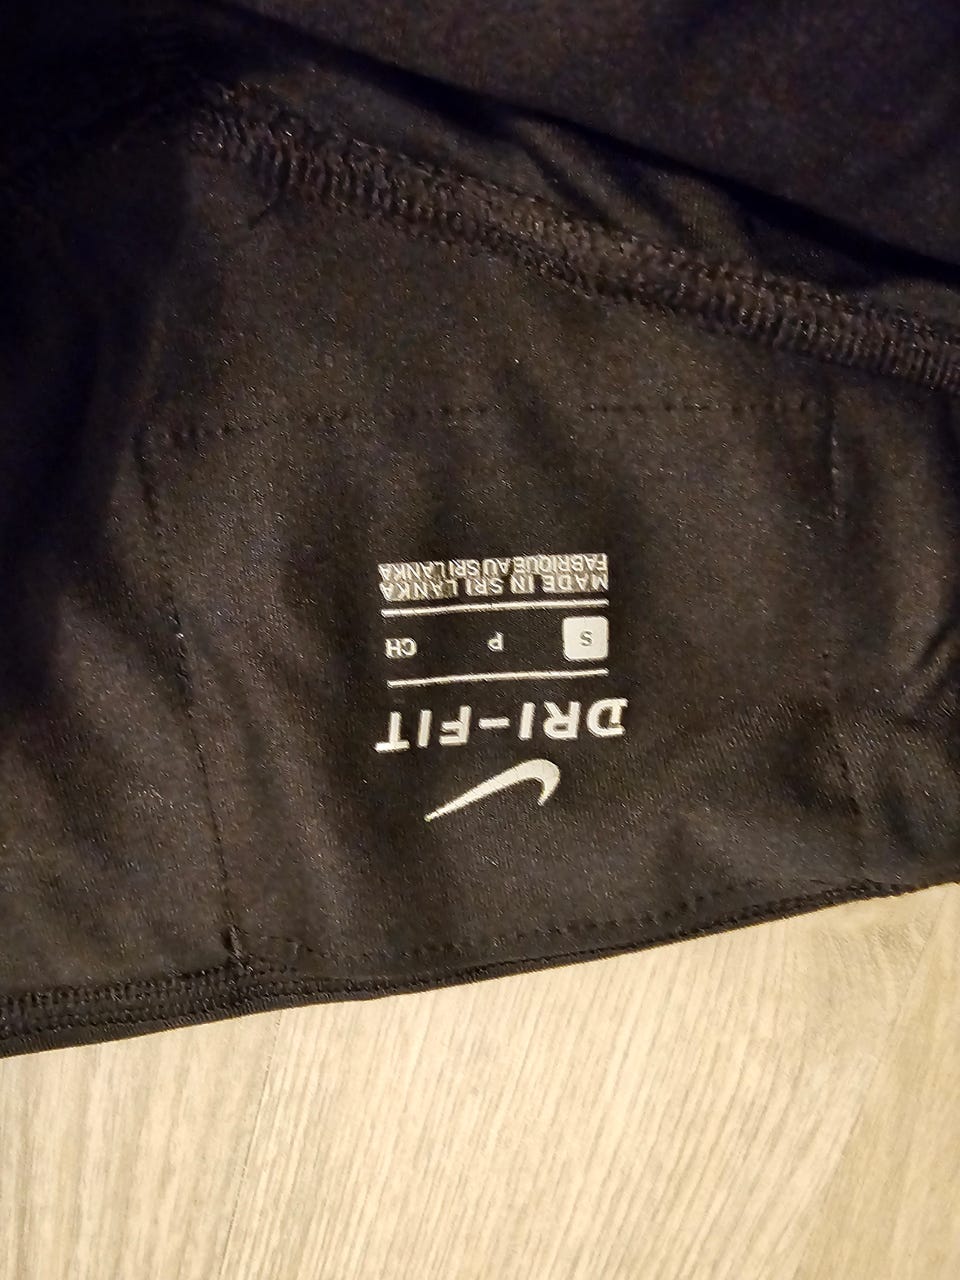 DRI-FIT
S P CH
MADE IN SRI LANKA
FABRIQUE AU SRI LANKA